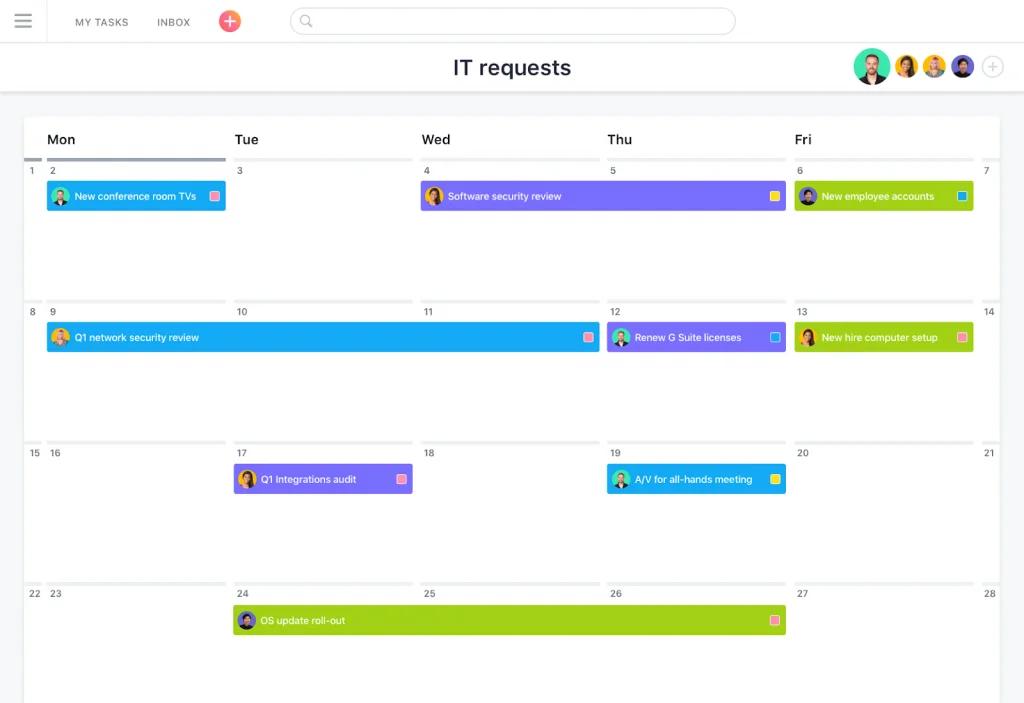 MY TASKS INBOX
IT requests
Mon Tue Wed Thu Fri
1 2 3 4 5 6 7
New conference room TVs Software security review New employee accounts
8 9 10 11 12 13 14
Q1 network security review Renew G Suite licenses New hire computer setup
15 16 17 18 19 20 21
Q1 Integrations audit A/V for all-hands meeting
22 23 24 25 26 27 28
OS update roll-out